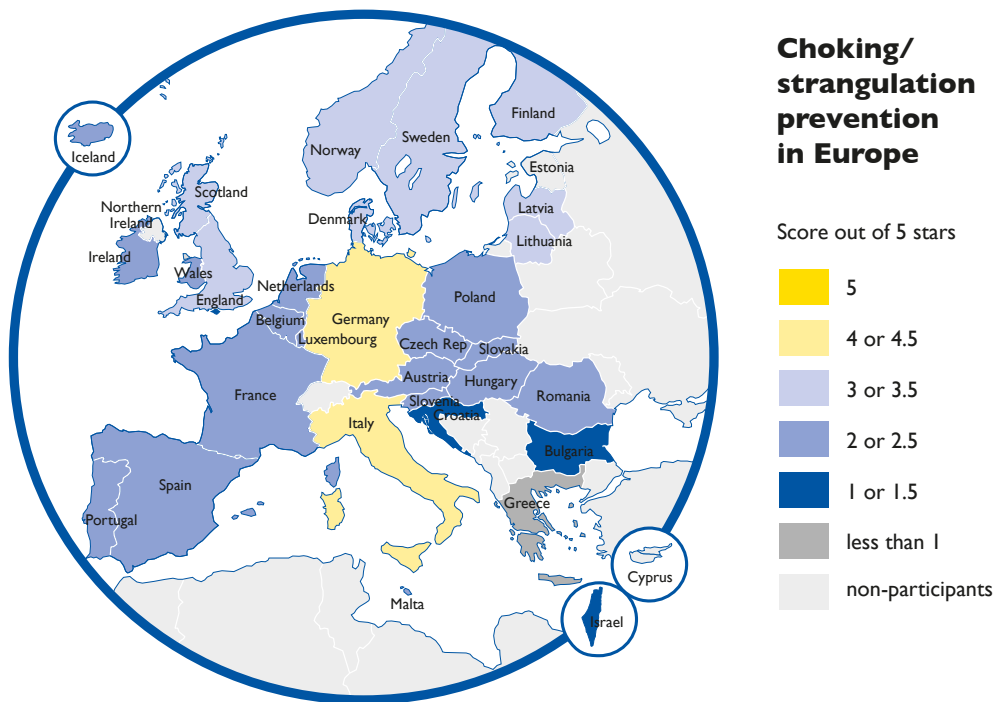 Choking/
strangulation
prevention
in Europe
Score out of 5 stars
5
4 or 4.5
3 or 3.5
2 or 2.5
1 or 1.5
less than 1
non-participants
Iceland
Finland
Sweden
Norway
Estonia
Scotland
Latvia
Northern
Ireland
Denmark
Lithuania
Ireland
Wales
Netherlands
England
Poland
Belgium
Germany
Luxembourg
Czech Rep
Slovakia
Austria
Hungary
France
Romania
Slovenia
Croatia
Italy
Bulgaria
Spain
Greece
Portugal
Cyprus
Malta
Israel